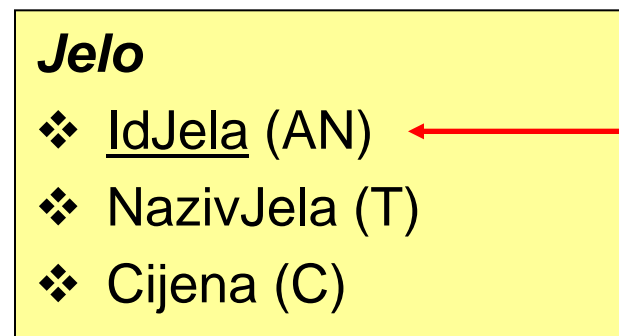 Jelo
❖ IdJela (AN)
❖ NazivJela (T)
❖ Cijena (C)